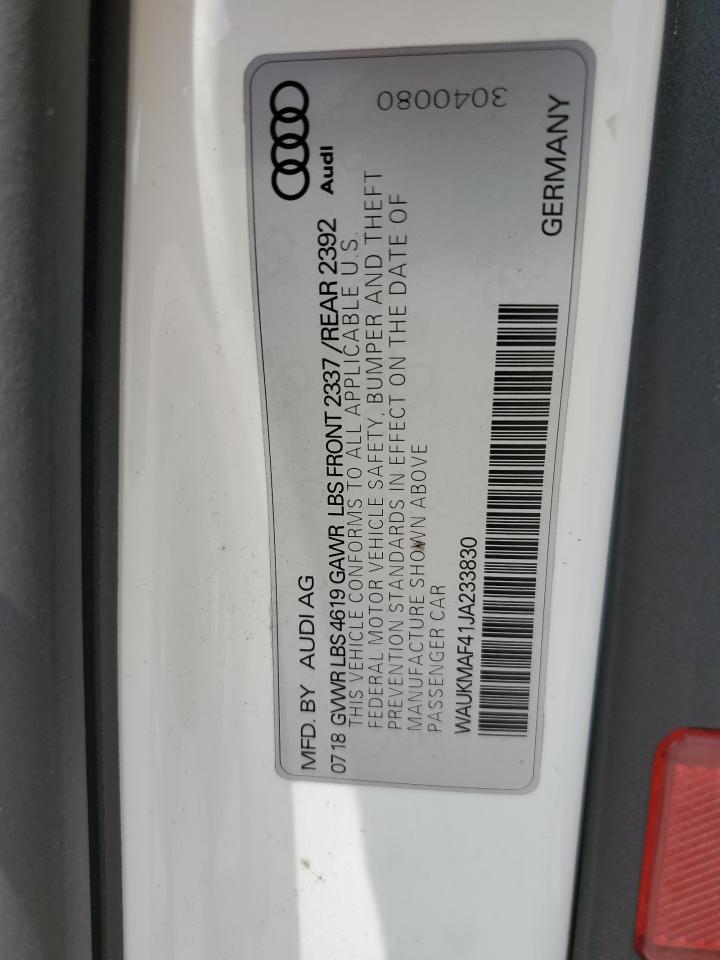 Audi
MFD. BY AUDI AG
07 18 GVWR LBS 4619 GAWR LBS FRONT 2337 /REAR 2392
THIS VEHICLE CONFORMS TO ALL APPLICABLE U.S.
FEDERAL MOTOR VEHICLE SAFETY, BUMPER AND THEFT
PREVENTION STANDARDS IN EFFECT ON THE DATE OF
MANUFACTURE SHOWN ABOVE
PASSENGER CAR
WAUKMAF41JA233830
GERMANY
3040080